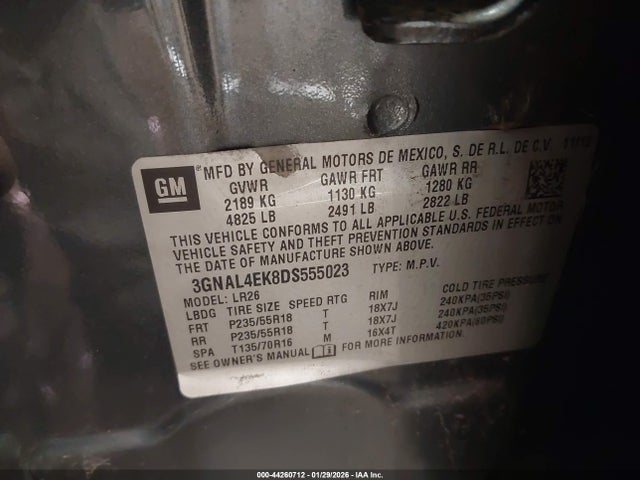 GM
MFD BY GENERAL MOTORS DE MEXICO, S. DE R.L. DE C.V. 11/12
GVWR GAWR FRT GAWR RR
2189 KG 1130 KG 1280 KG
4825 LB 2491 LB 2822 LB
THIS VEHICLE CONFORMS TO ALL APPLICABLE U.S. FEDERAL MOTOR
VEHICLE SAFETY AND THEFT PREVENTION STANDARDS IN EFFECT ON
THE DATE OF MANUFACTURE SHOWN ABOVE.
3GNAL4EK8DS555023 TYPE: M.P.V.
MODEL: LR26
LBDG TIRE SIZE SPEED RTG RIM COLD TIRE PRESSURE
FRT P235/55R18 T 18X7J 240KPA(35PSI)
RR P235/55R18 T 18X7J 240KPA(35PSI)
SPA T135/70R16 M 16X4T 420KPA(60PSI)
SEE OWNER'S MANUAL FOR MORE INFORMATION.
000-44260712 - 01/29/2026 - IAA Inc.